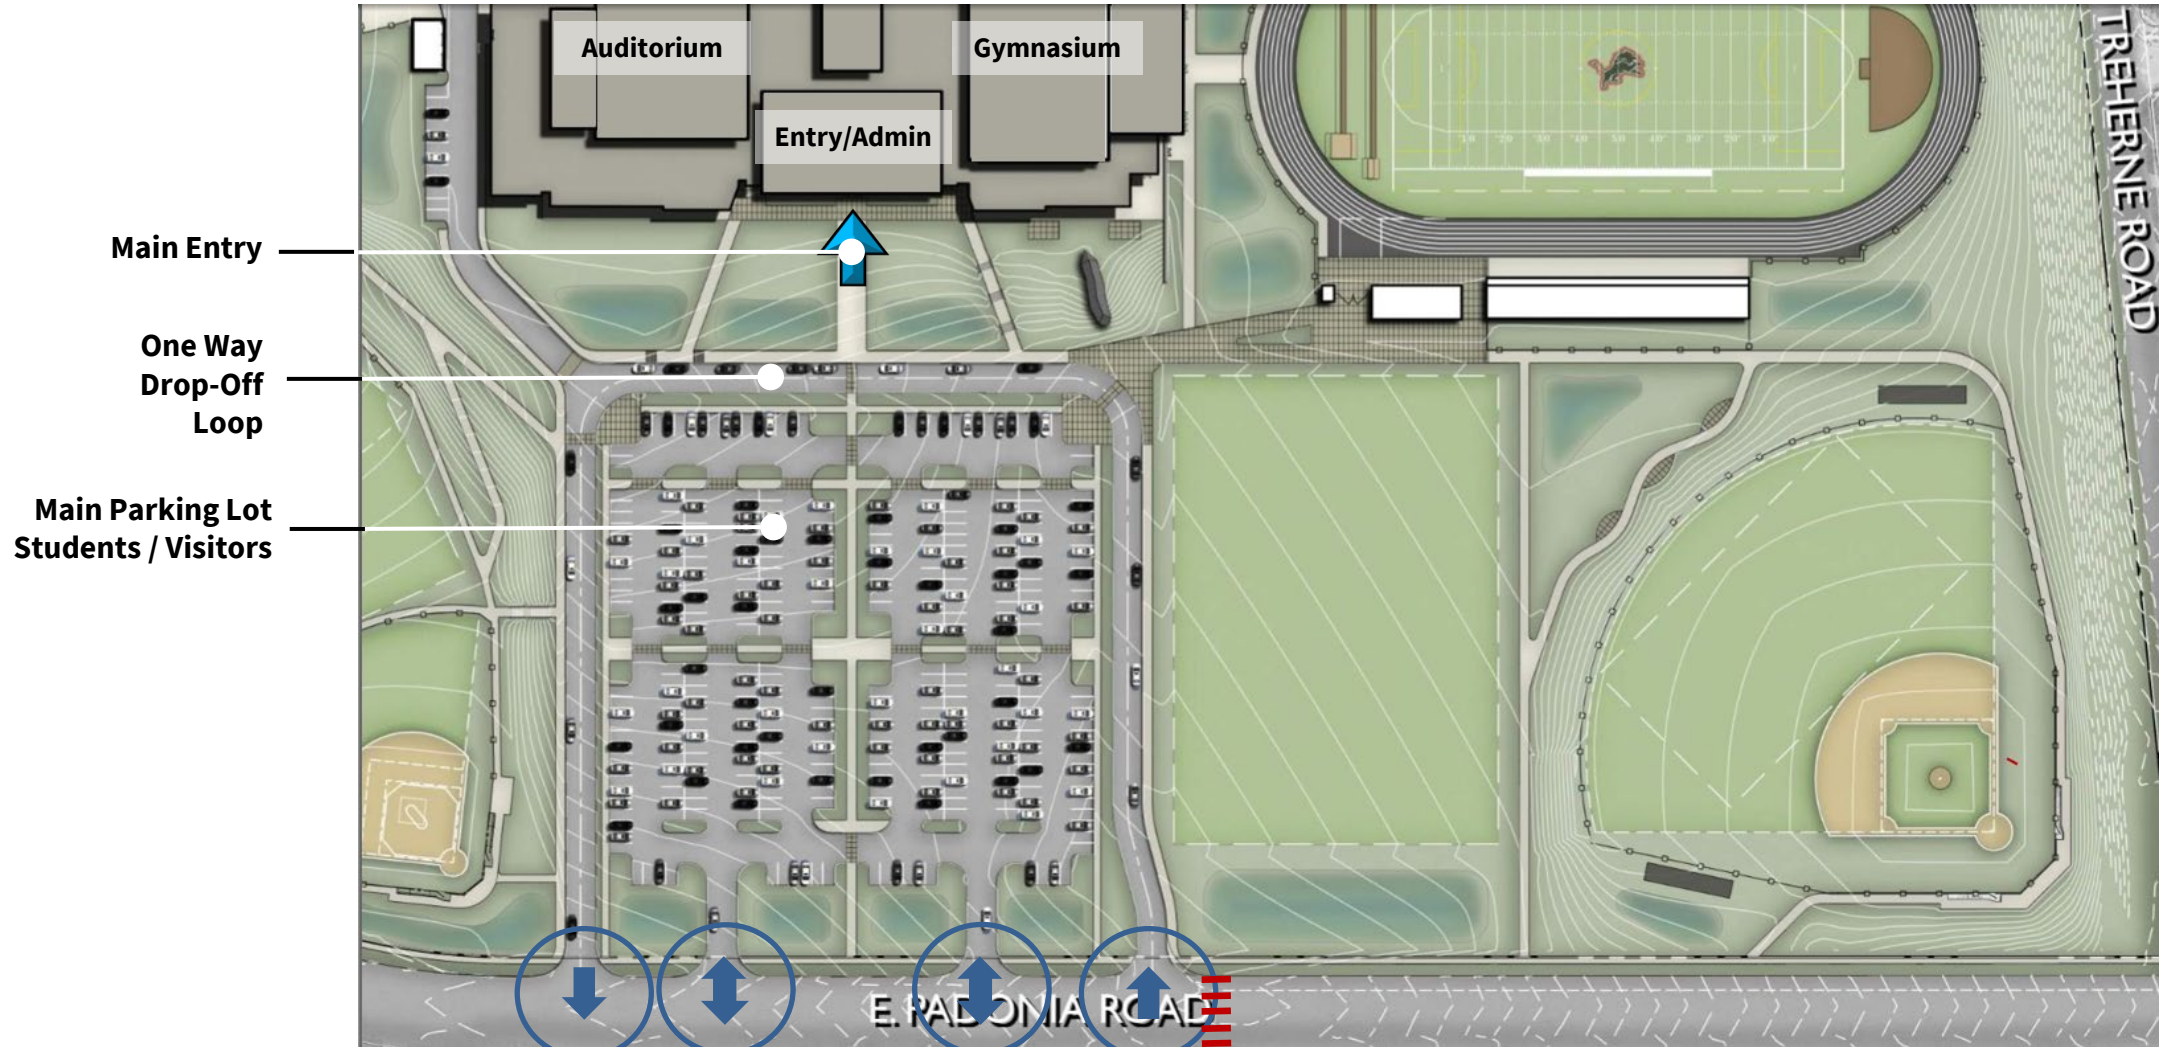 Auditorium
Gymnasium
Entry/Admin
TREHERNE ROAD
Main Entry
One Way
Drop-Off
Loop
Main Parking Lot
Students / Visitors
E. PADONIA ROAD